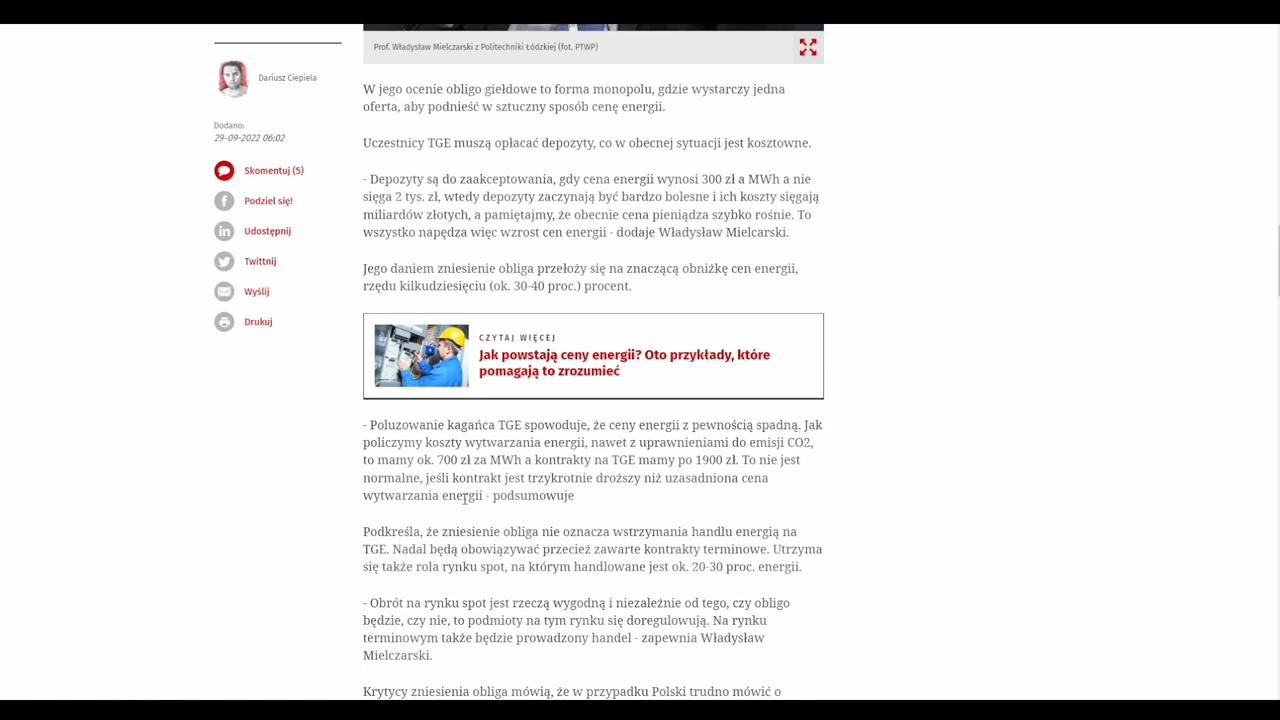 Prof. Władysław Mielczarski z Politechniki Łódzkiej (fot. PTWP)
Dariusz Ciepiela
Dodano:
29-09-2022 06:02
Skomentuj (5)
Podziel się!
Udostępnij
Twittnij
Wyślij
Drukuj
W jego ocenie obligo giełdowe to forma monopolu, gdzie wystarczy jedna
oferta, aby podnieść w sztuczny sposób cenę energii.
Uczestnicy TGE muszą opłacać depozyty, co w obecnej sytuacji jest kosztowne.
- Depozyty są do zaakceptowania, gdy cena energii wynosi 300 zł a MWh a nie
sięga 2 tys. zł, wtedy depozyty zaczynają być bardzo bolesne i ich koszty sięgają
miliardów złotych, a pamiętajmy, że obecnie cena pieniądza szybko rośnie. To
wszystko napędza więc wzrost cen energii - dodaje Władysław Mielcarski.
Jego daniem zniesienie obliga przełoży się na znaczącą obniżkę cen energii,
rzędu kilkudziesięciu (ok. 30-40 proc.) procent.
CZYTAJ WIĘCEJ
Jak powstają ceny energii? Oto przykłady, które
pomagają to zrozumieć
- Poluzowanie kagańca TGE spowoduje, że ceny energii z pewnością spadną. Jak
policzymy koszty wytwarzania energii, nawet z uprawnieniami do emisji CO2,
to mamy ok. 700 zł za MWh a kontrakty na TGE mamy po 1900 zł. To nie jest
normalne, jeśli kontrakt jest trzykrotnie droższy niż uzasadniona cena
wytwarzania energii - podsumowuje
Podkreśla, że zniesienie obliga nie oznacza wstrzymania handlu energią na
TGE. Nadal będą obowiązywać przecież zawarte kontrakty terminowe. Utrzyma
się także rola rynku spot, na którym handlowane jest ok. 20-30 proc. energii.
- Obrót na rynku spot jest rzeczą wygodną i niezależnie od tego, czy obligo
będzie, czy nie, to podmioty na tym rynku się doregulowują. Na rynku
terminowym także będzie prowadzony handel - zapewnia Władysław
Mielczarski.
Krytycy zniesienia obliga mówią, że w przypadku Polski trudno mówić o